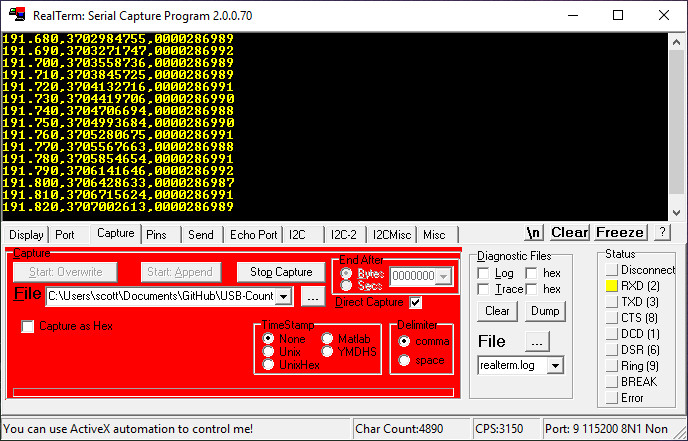 RealTerm: Serial Capture Program 2.0.0.70
191.680,3702984755,0000286989
191.690,3703271747,0000286992
191.700,3703558736,0000286989
191.710,3703845725,0000286989
191.720,3704132716,0000286991
191.730,3704419706,0000286990
191.740,3704706694,0000286988
191.750,3704993684,0000286990
191.760,3705280675,0000286991
191.770,3705567663,0000286988
191.780,3705854654,0000286991
191.790,3706141646,0000286992
191.800,3706428633,0000286987
191.810,3706715624,0000286991
191.820,3707002613,0000286989
Display Port Capture Pins Send Echo Port I2C I2C-2 I2CMisc Misc \n Clear Freeze ?
Capture
Start: Overwrite Start: Append Stop Capture
File C:\Users\scott\Documents\GitHub\USB-Count ...
End After
Bytes
Secs
0000000
Direct Capture
Capture as Hex
TimeStamp
None Matlab
Unix YMDHS
UnixHex
Delimiter
comma
space
Diagnostic Files
Log hex
Trace hex
Clear Dump
File ...
realterm.log
Status
Disconnect
RXD (2)
TXD (3)
CTS (8)
DCD (1)
DSR (6)
Ring (9)
BREAK
Error
You can use ActiveX automation to control me! Char Count:4890 CPS:3150 Port: 9 115200 8N1 Non